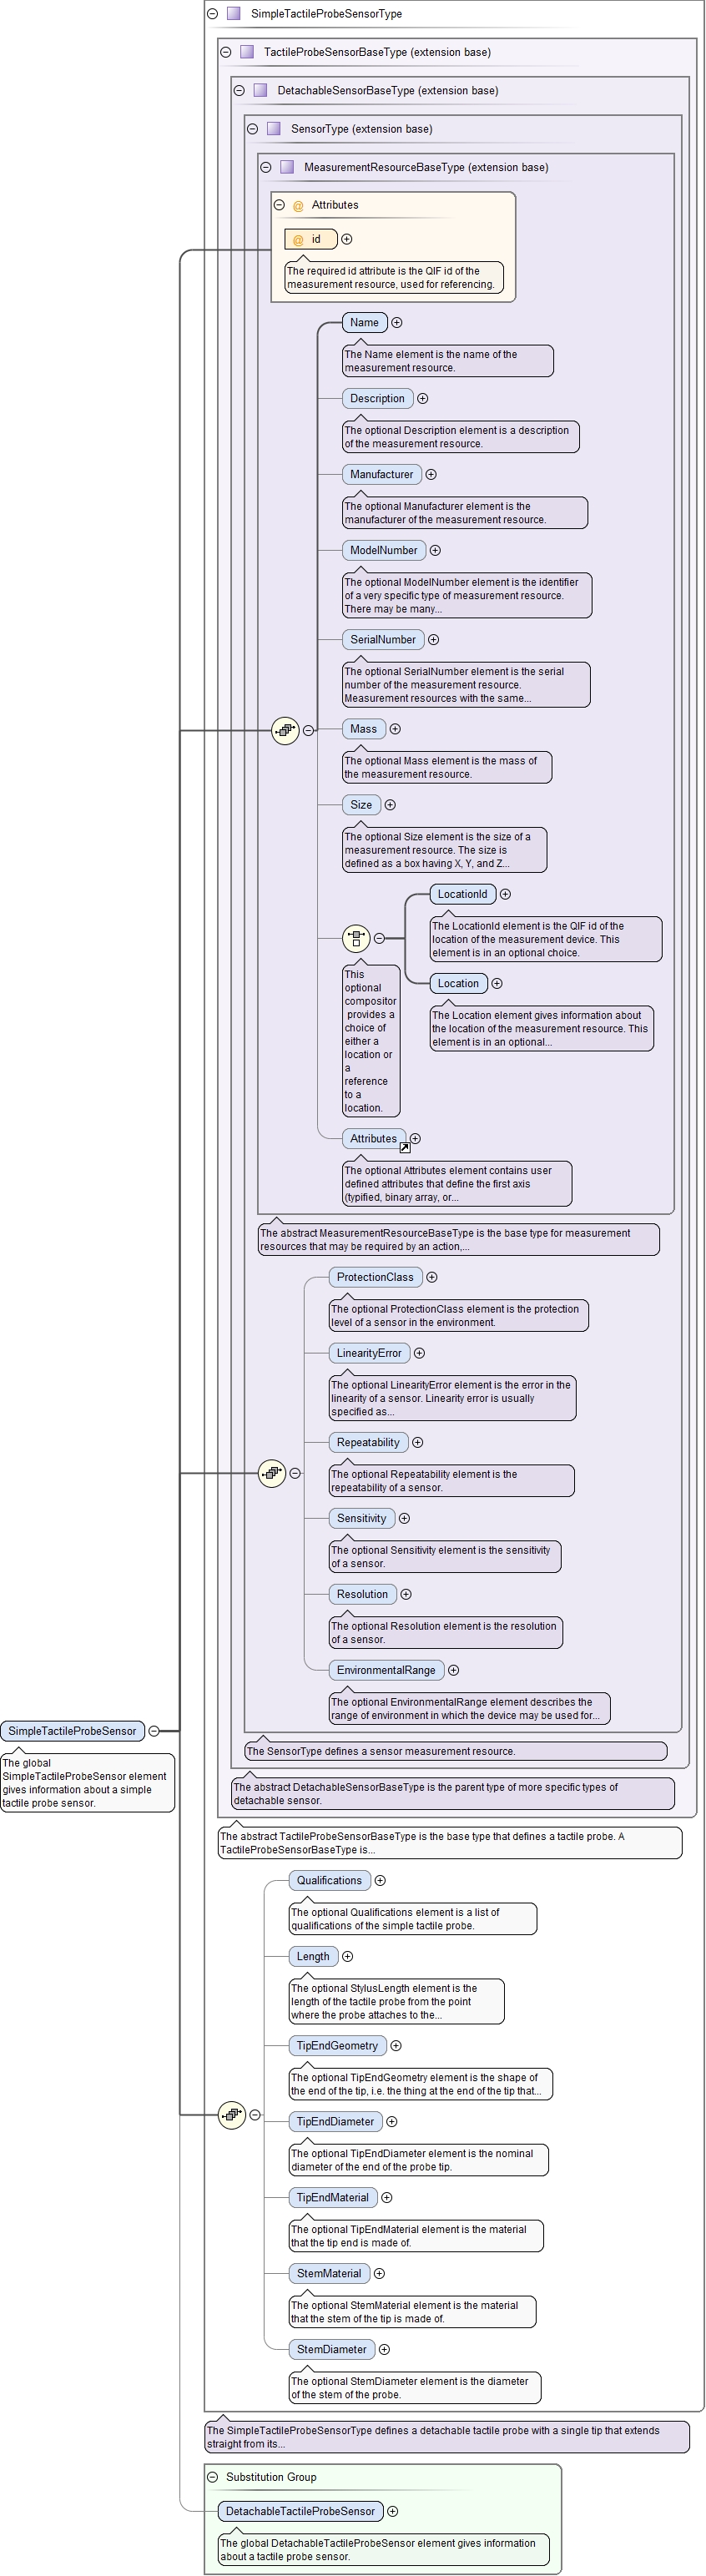 SimpleTactileProbeSensorType
TactileProbeSensorBaseType (extension base)
DetachableSensorBaseType (extension base)
SensorType (extension base)
MeasurementResourceBaseType (extension base)
@ Attributes
@ id
The required id attribute is the QIF id of the
measurement resource, used for referencing.
Name
The Name element is the name of the
measurement resource.
Description
The optional Description element is a description
of the measurement resource.
Manufacturer
The optional Manufacturer element is the
manufacturer of the measurement resource.
ModelNumber
The optional ModelNumber element is the identifier
of a very specific type of measurement resource.
There may be many...
SerialNumber
The optional SerialNumber element is the serial
number of the measurement resource.
Measurement resources with the same...
Mass
The optional Mass element is the mass of
the measurement resource.
Size
The optional Size element is the size of a
measurement resource. The size is
defined as a box having X, Y, and Z...
LocationId
The LocationId element is the QIF id of the
location of the measurement device. This
element is in an optional choice.
Location
The Location element gives information about
the location of the measurement resource. This
element is in an optional...
This
optional
compositor
provides a
choice of
either a
location or
a
reference
to a
location.
Attributes
The optional Attributes element contains user
defined attributes that define the first axis
(typified, binary array, or...
The abstract MeasurementResourceBaseType is the base type for measurement
resources that may be required by an action,...
ProtectionClass
The optional ProtectionClass element is the protection
level of a sensor in the environment.
LinearityError
The optional LinearityError element is the error in the
linearity of a sensor. Linearity error is usually
specified as...
Repeatability
The optional Repeatability element is the
repeatability of a sensor.
Sensitivity
The optional Sensitivity element is the sensitivity
of a sensor.
Resolution
The optional Resolution element is the resolution
of a sensor.
EnvironmentalRange
The optional EnvironmentalRange element describes the
range of environment in which the device may be used for...
SimpleTactileProbeSensor
The global
SimpleTactileProbeSensor element
gives information about a simple
tactile probe sensor.
The SensorType defines a sensor measurement resource.
The abstract DetachableSensorBaseType is the parent type of more specific types of
detachable sensor.
The abstract TactileProbeSensorBaseType is the base type that defines a tactile probe. A
TactileProbeSensorBaseType is...
Qualifications
The optional Qualifications element is a list of
qualifications of the simple tactile probe.
Length
The optional StylusLength element is the
length of the tactile probe from the point
where the probe attaches to the...
TipEndGeometry
The optional TipEndGeometry element is the shape of
the end of the tip, i.e. the thing at the end of the tip that...
TipEndDiameter
The optional TipEndDiameter element is the nominal
diameter of the end of the probe tip.
TipEndMaterial
The optional TipEndMaterial element is the material
that the tip end is made of.
StemMaterial
The optional StemMaterial element is the material
that the stem of the tip is made of.
StemDiameter
The optional StemDiameter element is the diameter
of the stem of the probe.
The SimpleTactileProbeSensorType defines a detachable tactile probe with a single tip that extends
straight from its...
Substitution Group
DetachableTactileProbeSensor
The global DetachableTactileProbeSensor element gives information
about a tactile probe sensor.